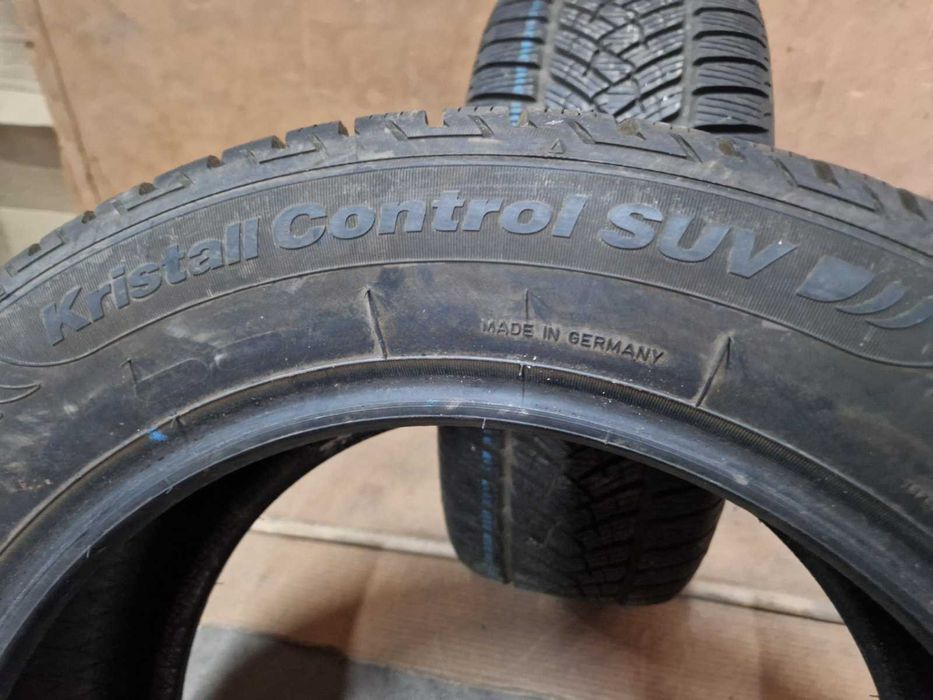 Kristall Control SUV
MADE IN GERMANY